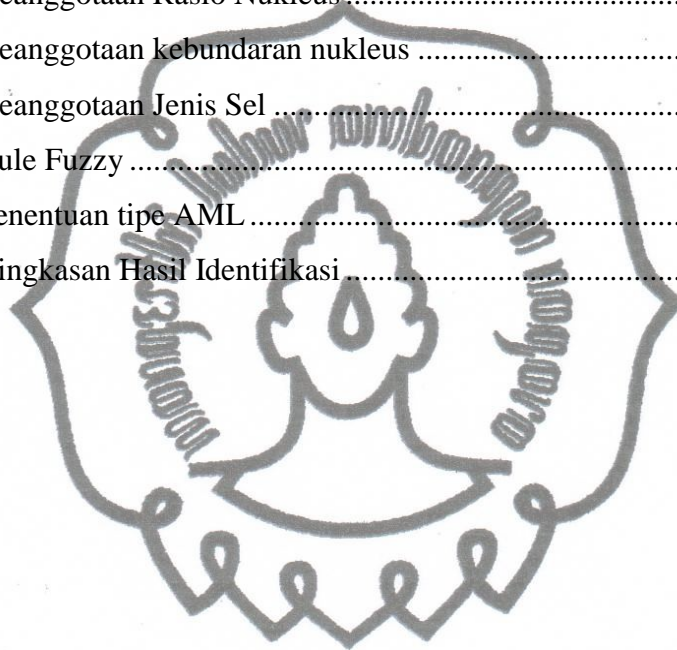 eanggotaan Rasio Nukleus ..............................................
eanggotaan kebundaran nukleus ....................................
eanggotaan Jenis Sel .......................................................
ule Fuzzy .........................................................................
enentuan tipe AML .........................................................
ingkasan Hasil Identifikasi .............................................